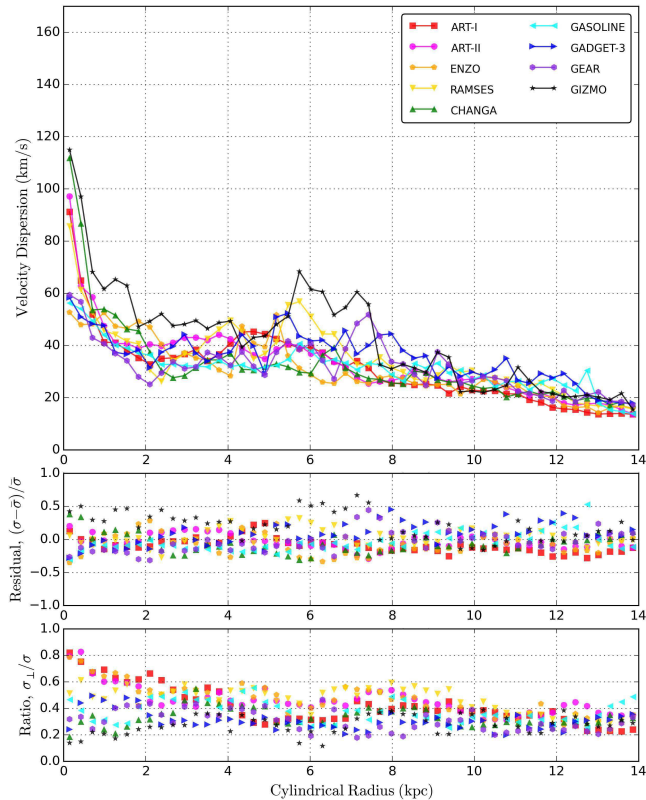 160
140
120
100
80
60
40
20
0
Velocity Dispersion (km/s)
ART-I
ART-II
ENZO
RAMSES
CHANGA
GASOLINE
GADGET-3
GEAR
GIZMO
0 2 4 6 8 10 12 14
1.0
0.5
0.0
−0.5
−1.0
Residual, (σ−σ̄)/σ̄
0 2 4 6 8 10 12 14
1.0
0.8
0.6
0.4
0.2
0.0
Ratio, σ⊥/σ
0 2 4 6 8 10 12 14
Cylindrical Radius (kpc)